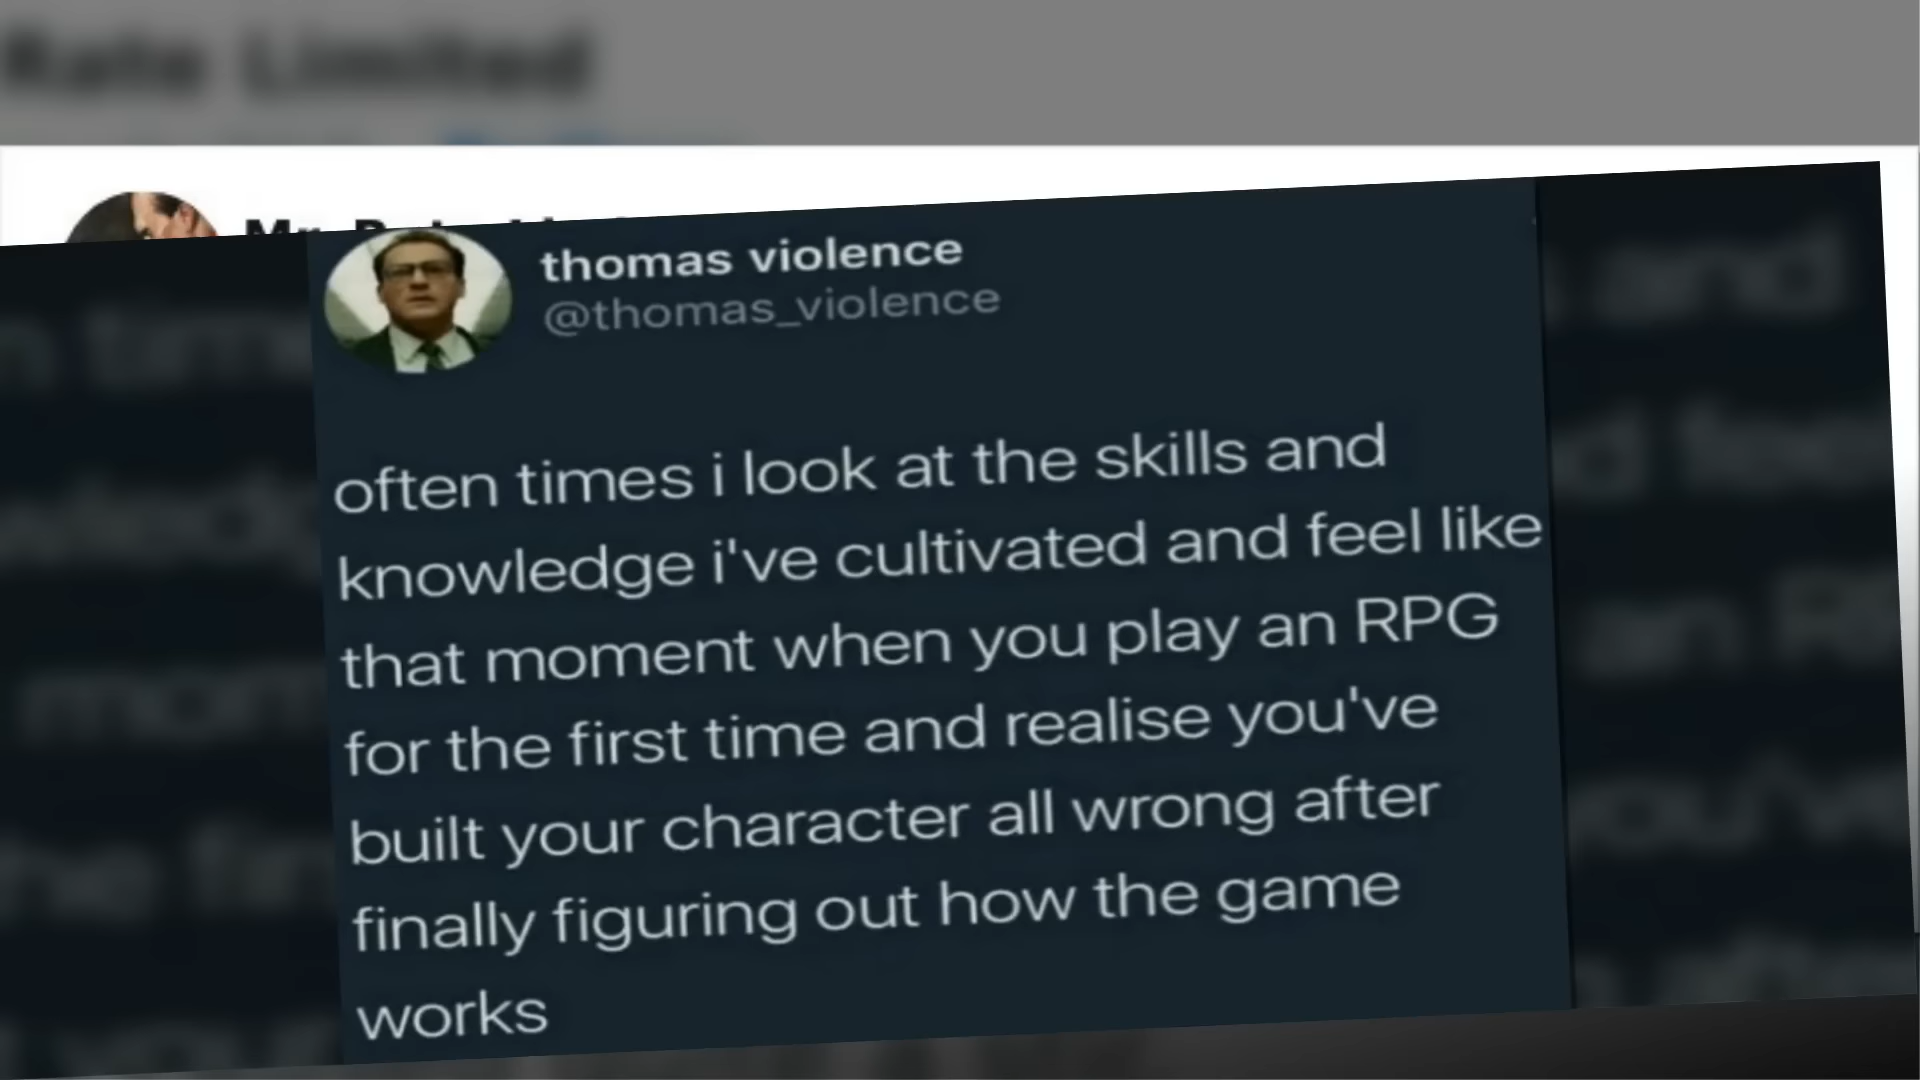 Rate Limited
thomas violence
@thomas_violence
often times i look at the skills and
knowledge i've cultivated and feel like
that moment when you play an RPG
for the first time and realise you've
built your character all wrong after
finally figuring out how the game
works